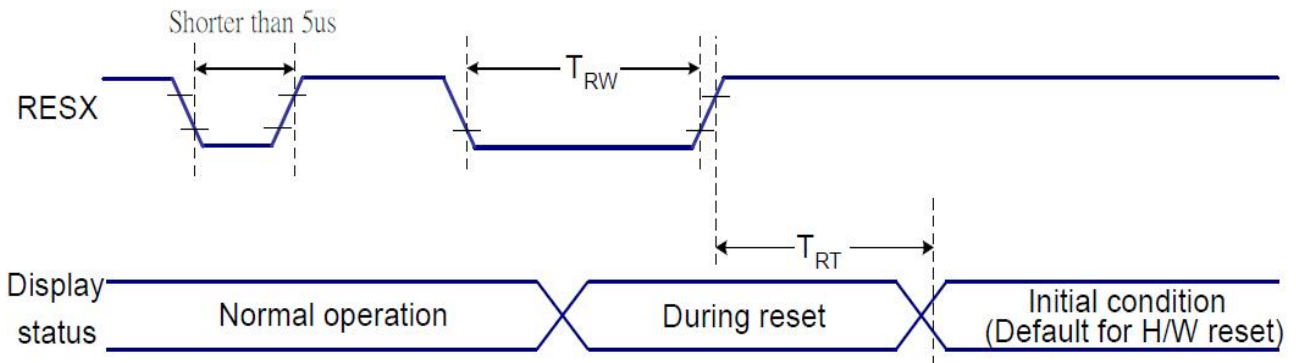 Shorter than 5us
RESX
TRW
TRT
Display
status
Normal operation
During reset
Initial condition
(Default for H/W reset)